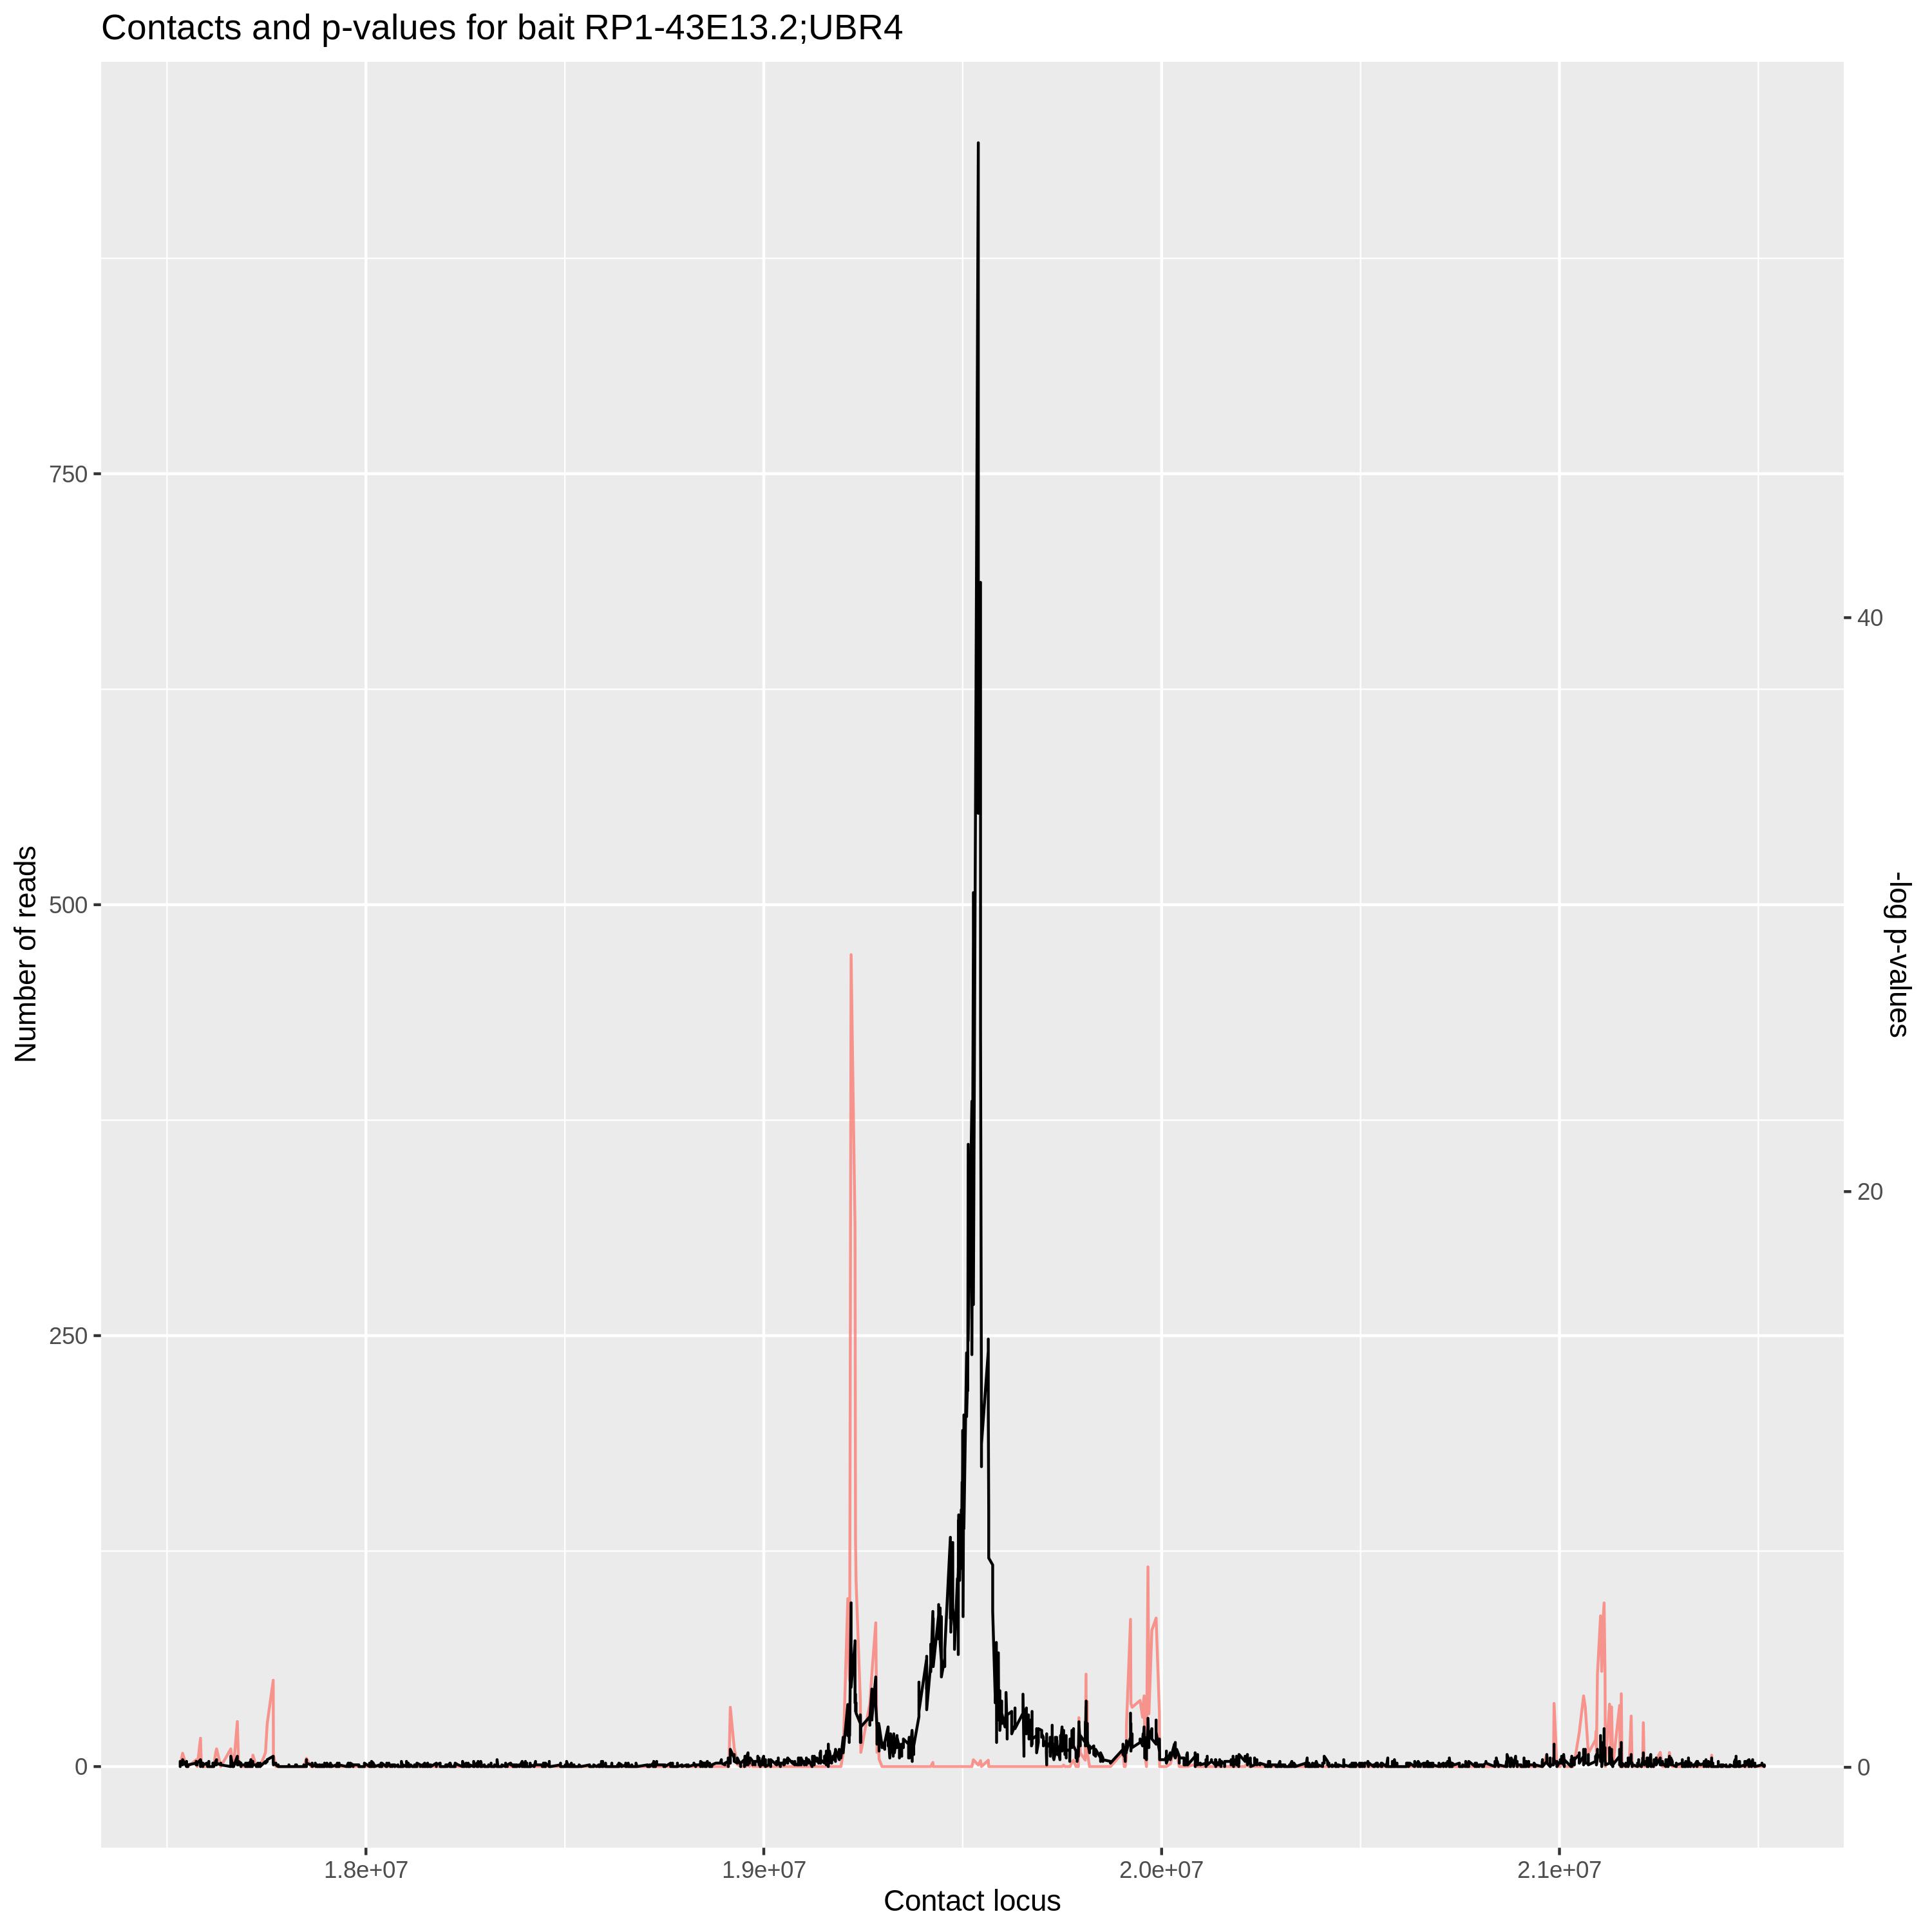 Contacts and p-values for bait RP1-43E13.2;UBR4
Number of reads
750
500
250
0
40
20
0
-log p-values
1.8e+07
1.9e+07
2.0e+07
2.1e+07
Contact locus